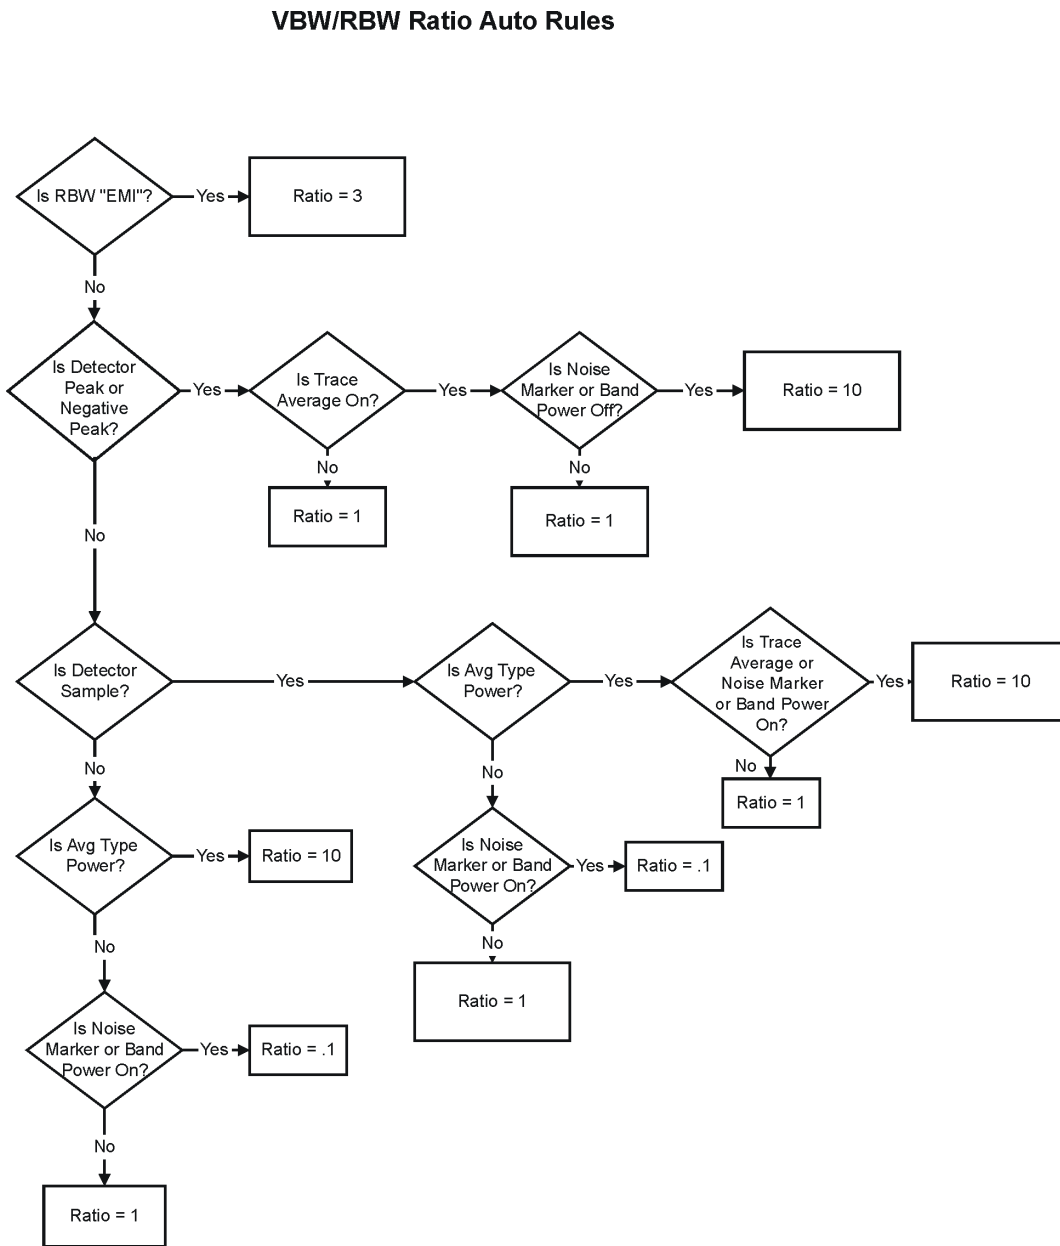 VBW/RBW Ratio Auto Rules
Is RBW "EMI"?
Yes
Ratio = 3
No
Is Detector
Peak or
Negative
Peak?
Yes
Is Trace
Average On?
Yes
Is Noise
Marker or Band
Power Off?
Yes
Ratio = 10
No
Ratio = 1
No
Ratio = 1
No
Is Detector
Sample?
Yes
Is Avg Type
Power?
Yes
Is Trace
Average or
Noise Marker
or Band Power
On?
Yes
Ratio = 10
No
Ratio = 1
No
Is Noise
Marker or Band
Power On?
Yes
Ratio = .1
No
Ratio = 1
No
Is Avg Type
Power?
Yes
Ratio = 10
No
Is Noise
Marker or Band
Power On?
Yes
Ratio = .1
No
Ratio = 1